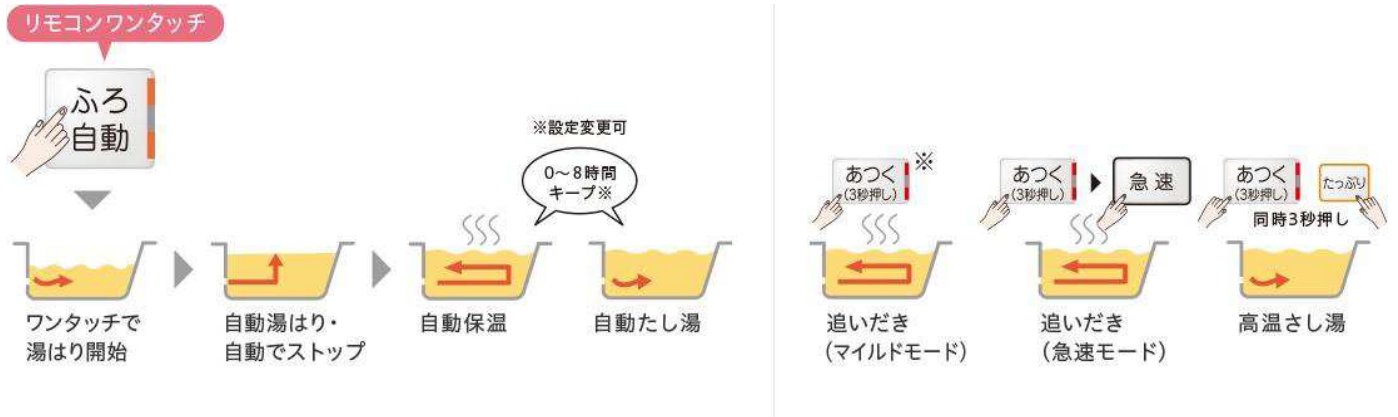 リモコンワンタッチ
ふろ
自動
ワンタッチで
湯はり開始
自動湯はり・
自動でストップ
※設定変更可
0～8時間
キープ※
自動保温
自動たし湯
あつく
(3秒押し)
※
追いだき
(マイルドモード)
あつく
(3秒押し)
急速
追いだき
(急速モード)
あつく
(3秒押し)
たっぷり
同時3秒押し
高温さし湯